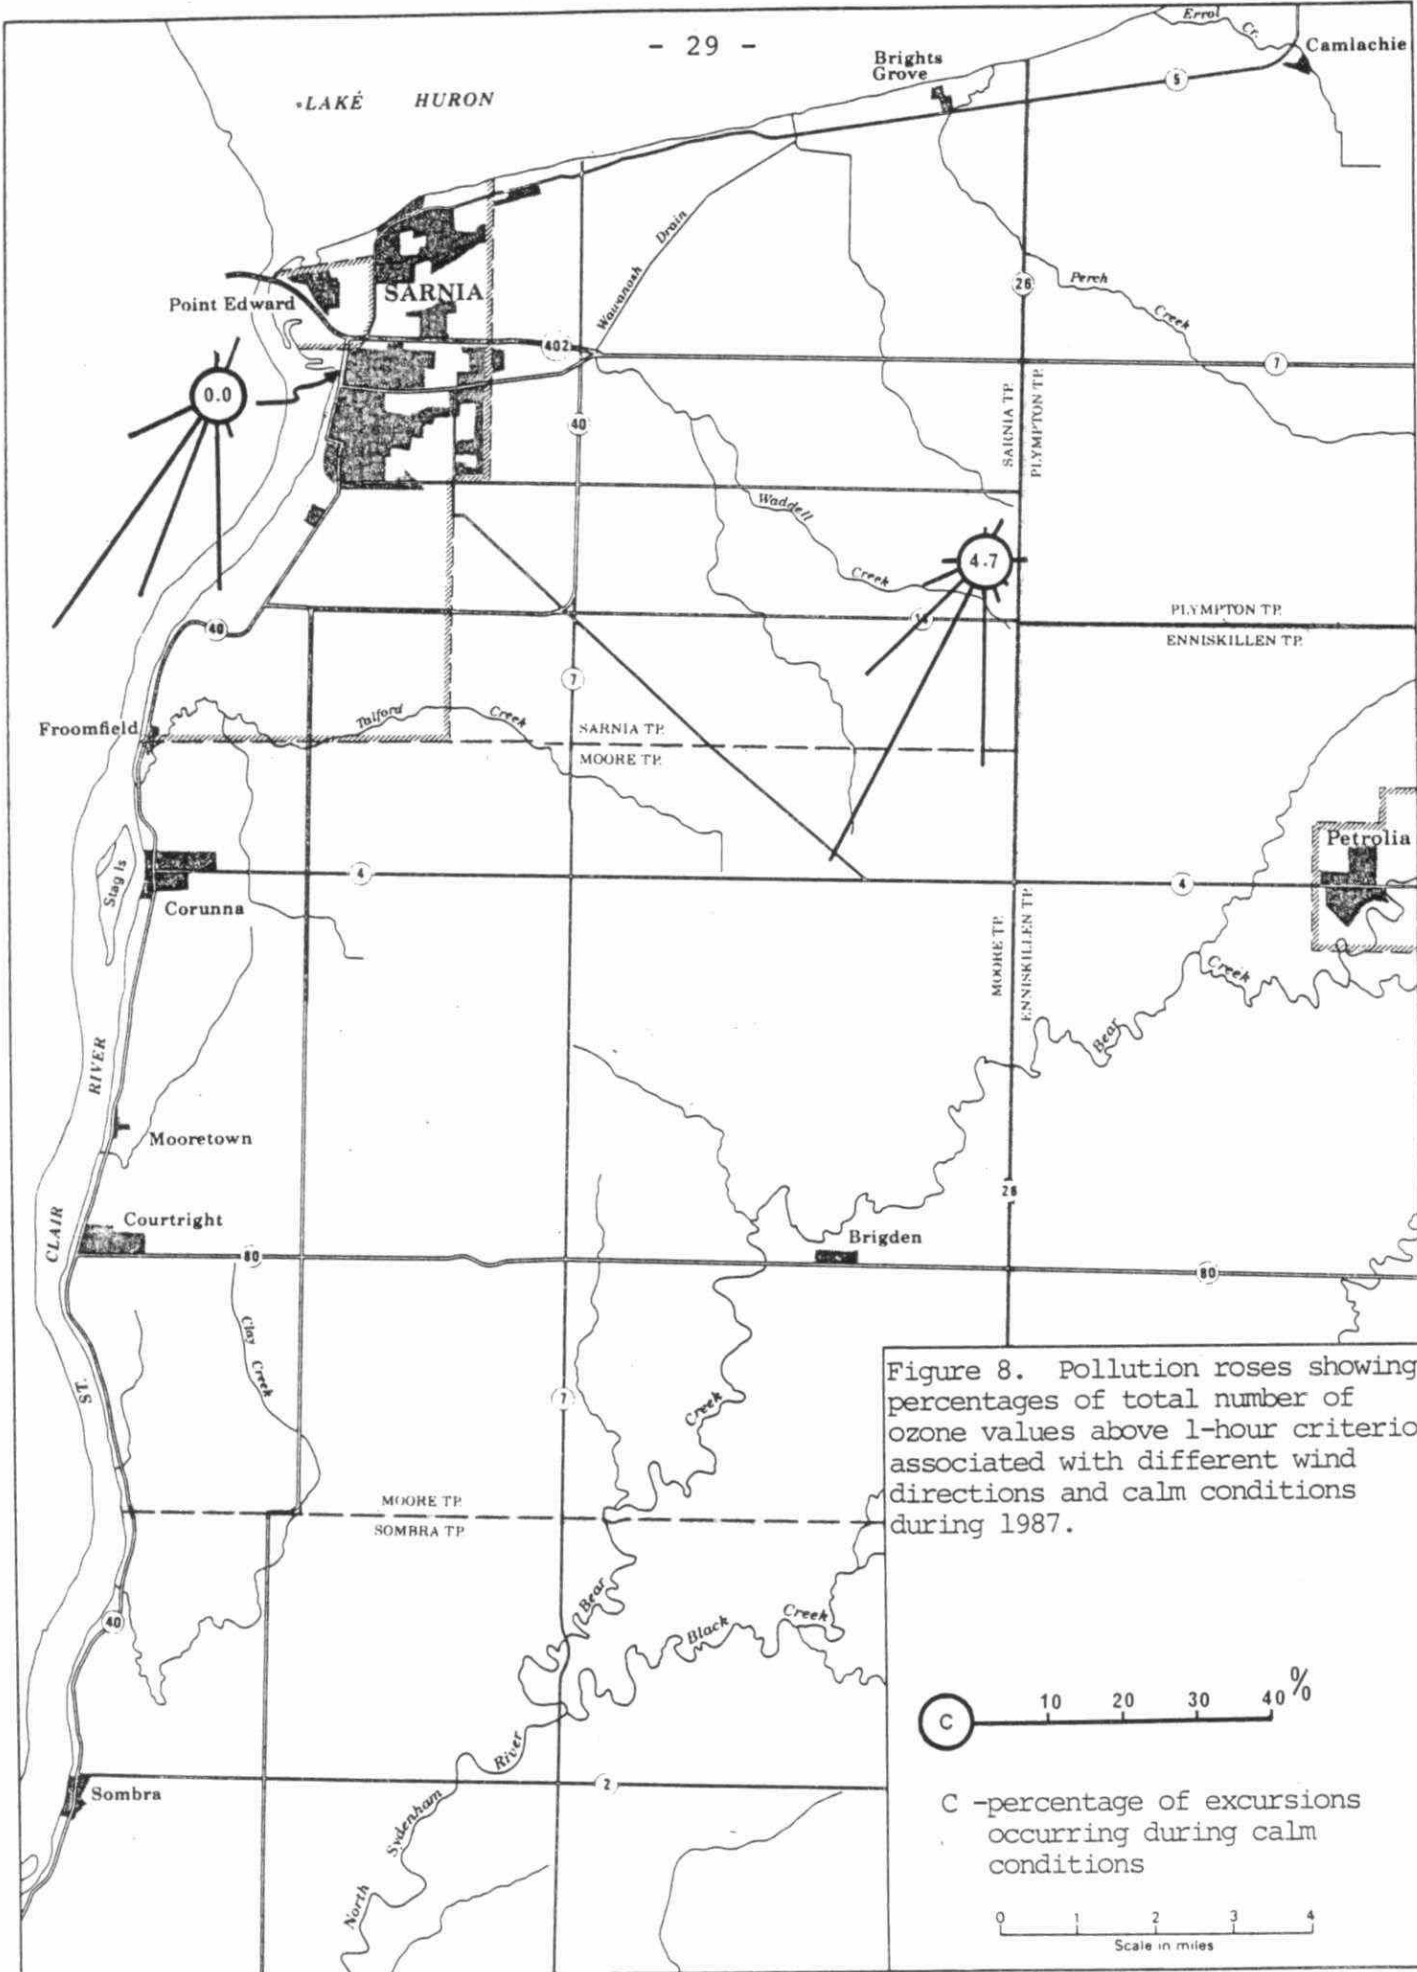 - 29 -
Errol
Cr.
Camlachie
Brights
Grove
5
LAKE HURON
Wawanosh Drain
26
Perch
Creek
Point Edward
SARNIA
402
7
0.0
40
SARNIA TP.
PLYMPTON TP.
Waddell
Creek
4.7
14
PLYMPTON TP.
ENNISKILLEN TP.
40
7
Froomfield
Talford
Creek
SARNIA TP.
MOORE TP.
Petrolia
Stag Is
4
4
Corunna
MOORE TP.
ENNISKILLEN TP.
Creek
Bear
RIVER
Mooretown
26
CLAIR
Courtright
80
Brigden
80
Clay
Creek
ST.
7
Creek
Figure 8. Pollution roses showing
percentages of total number of
ozone values above 1-hour criterio
associated with different wind
directions and calm conditions
during 1987.
MOORE TP.
SOMBRA TP.
40
Bear
Black
Creek
10 20 30 40 %
C
River
Sydenham
North
2
Sombra
C -percentage of excursions
occurring during calm
conditions
0 1 2 3 4
Scale in miles